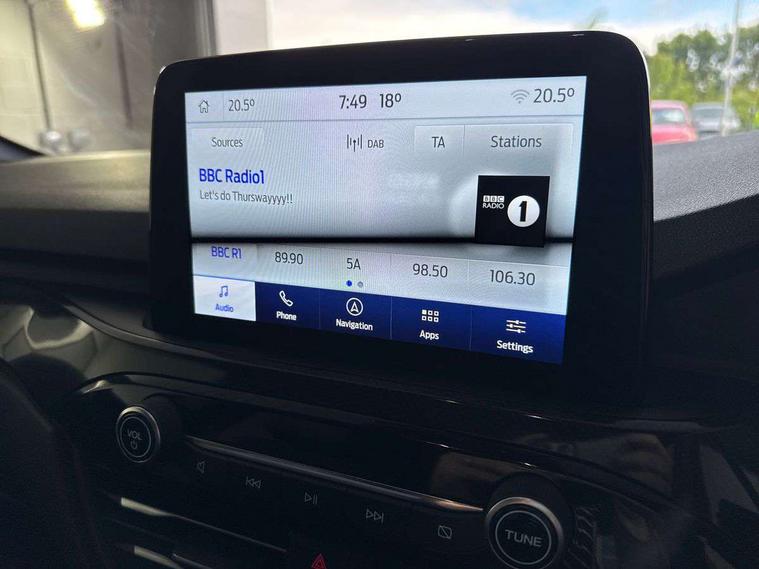 20.5° 7:49 18° 20.5°
Sources DAB TA Stations
BBC Radio1
Let's do Thurswayyyy!!
BBC
RADIO 1
BBC R1 89.90 5A 98.50 106.30
Audio Phone Navigation Apps Settings
VOL
TUNE